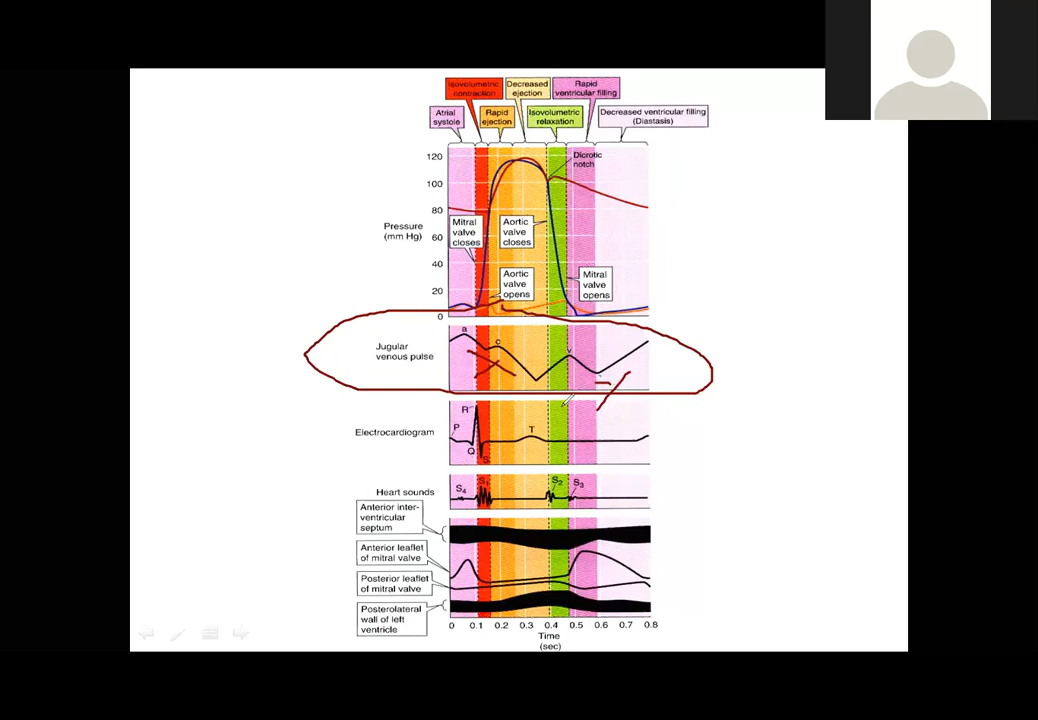 Isovolumetric
contraction
Decreased
ejection
Rapid
ventricular filling
Atrial
systole
Rapid
ejection
Isovolumetric
relaxation
Decreased ventricular filling
(Diastasis)
120
100
80
60
40
20
0
Pressure
(mm Hg)
Dicrotic
notch
Mitral
valve
closes
Aortic
valve
closes
Aortic
valve
opens
Mitral
valve
opens
Jugular
venous pulse
a
c
v
Electrocardiogram
R
P
Q
S
T
Heart sounds
S4
S1
S2
S3
Anterior inter-
ventricular
septum
Anterior leaflet
of mitral valve
Posterior leaflet
of mitral valve
Posterolateral
wall of left
ventricle
0 0.1 0.2 0.3 0.4 0.5 0.6 0.7 0.8
Time
(sec)